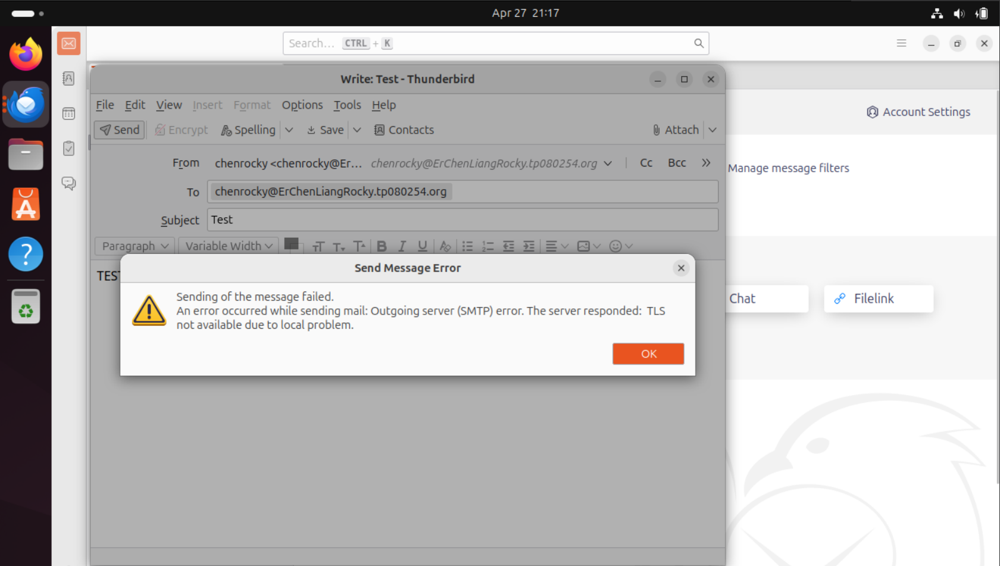 Apr 27 21:17
Search… CTRL + K
Write: Test - Thunderbird
File Edit View Insert Format Options Tools Help
Account Settings
Send Encrypt Spelling Save Contacts Attach
From chenrocky <chenrocky@Er… chenrocky@ErChenLiangRocky.tp080254.org Cc Bcc »
Manage message filters
To chenrocky@ErChenLiangRocky.tp080254.org
Subject Test
Paragraph Variable Width
TEST
Send Message Error
Sending of the message failed.
An error occurred while sending mail: Outgoing server (SMTP) error. The server responded: TLS
not available due to local problem.
Chat Filelink
OK